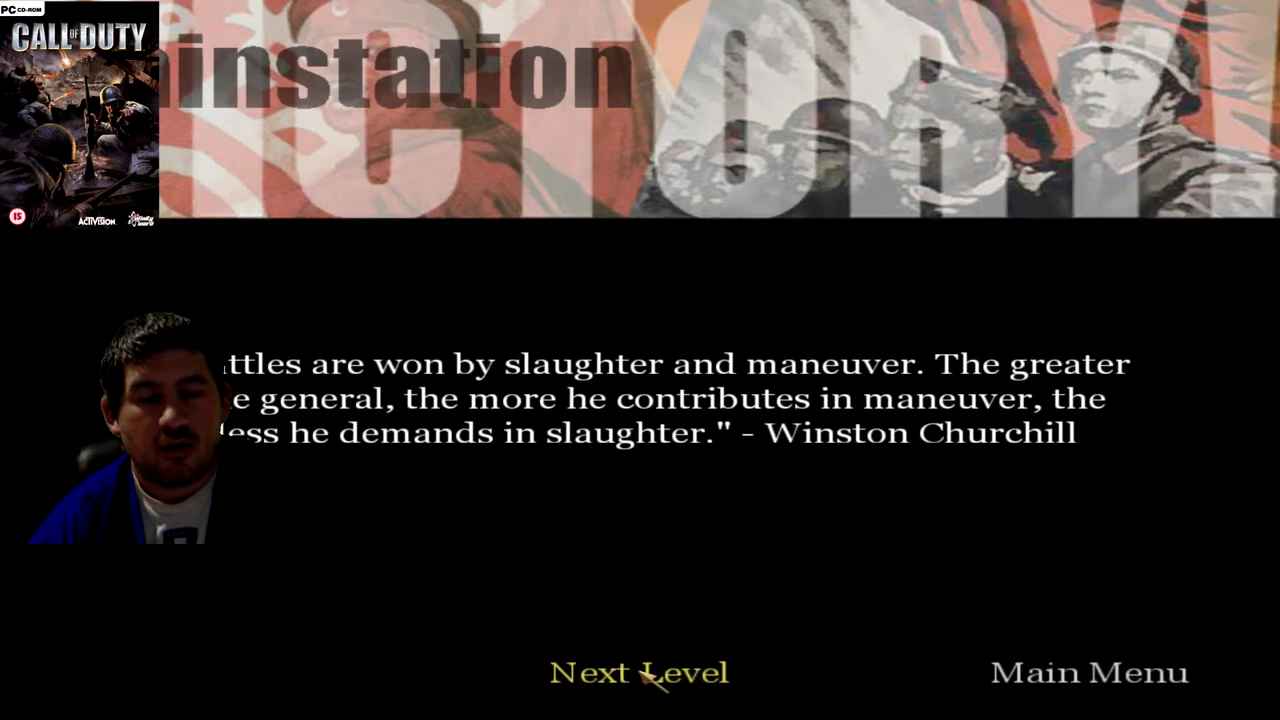 PC CD-ROM
CALL OF DUTY
instation
VICTORY
15
ACTIVISION
ttles are won by slaughter and maneuver. The greater
e general, the more he contributes in maneuver, the
less he demands in slaughter." - Winston Churchill
Next Level
Main Menu